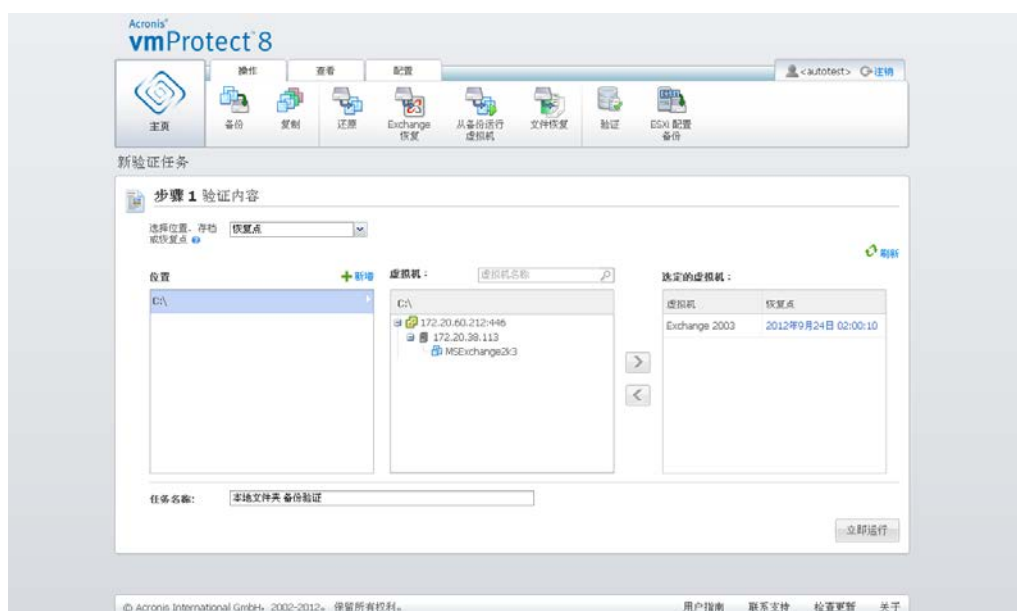 Acronis®
vmProtect 8
操作
查看
配置
<autotest>
注销
主页
备份
复制
还原
Exchange
恢复
从备份运行
虚拟机
文件恢复
验证
ESXi 配置
备份
新验证任务
步骤 1 验证内容
选择位置、存档
或恢复点
恢复点
刷新
位置
新增
虚拟机：
虚拟机名称
选定的虚拟机：
C:\
C:\
172.20.60.212:446
172.20.38.113
MSExchange2k3
虚拟机
恢复点
Exchange 2003
2012年9月24日 02:00:10
任务名称:
本地文件夹 备份验证
立即运行
© Acronis International GmbH, 2002-2012。 保留所有权利。
用户指南
联系支持
检查更新
关于